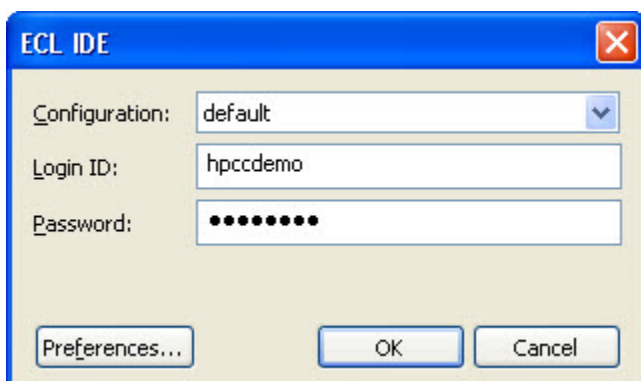 ECL IDE
Configuration: default
Login ID: hpccdemo
Password: ●●●●●●●●
Preferences... OK Cancel